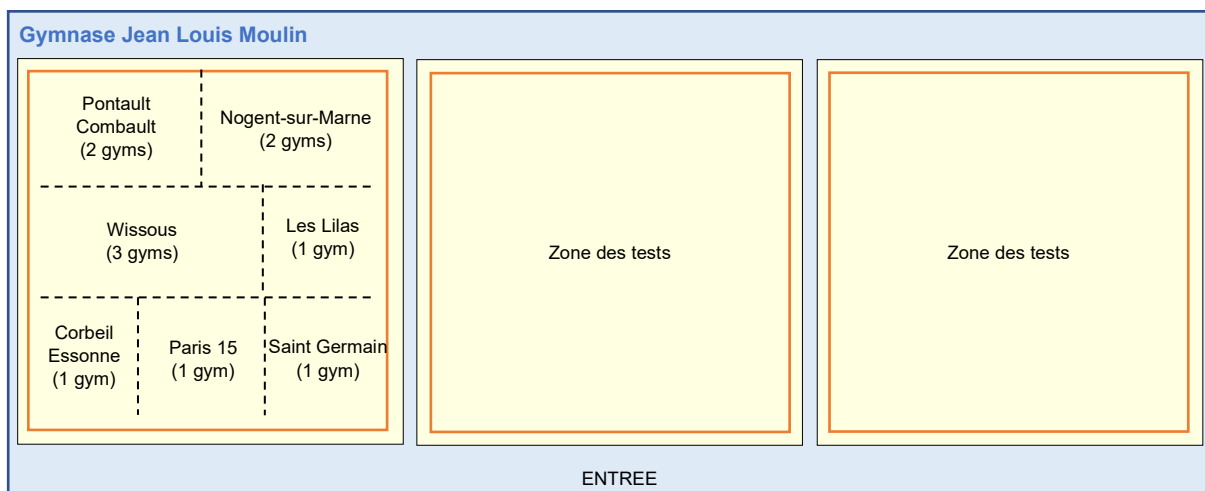 Gymnase Jean Louis Moulin
Pontault
Combault
(2 gyms)
Nogent-sur-Marne
(2 gyms)
Wissous
(3 gyms)
Les Lilas
(1 gym)
Corbeil
Essonne
(1 gym)
Paris 15
(1 gym)
Saint Germain
(1 gym)
Zone des tests
Zone des tests
ENTREE